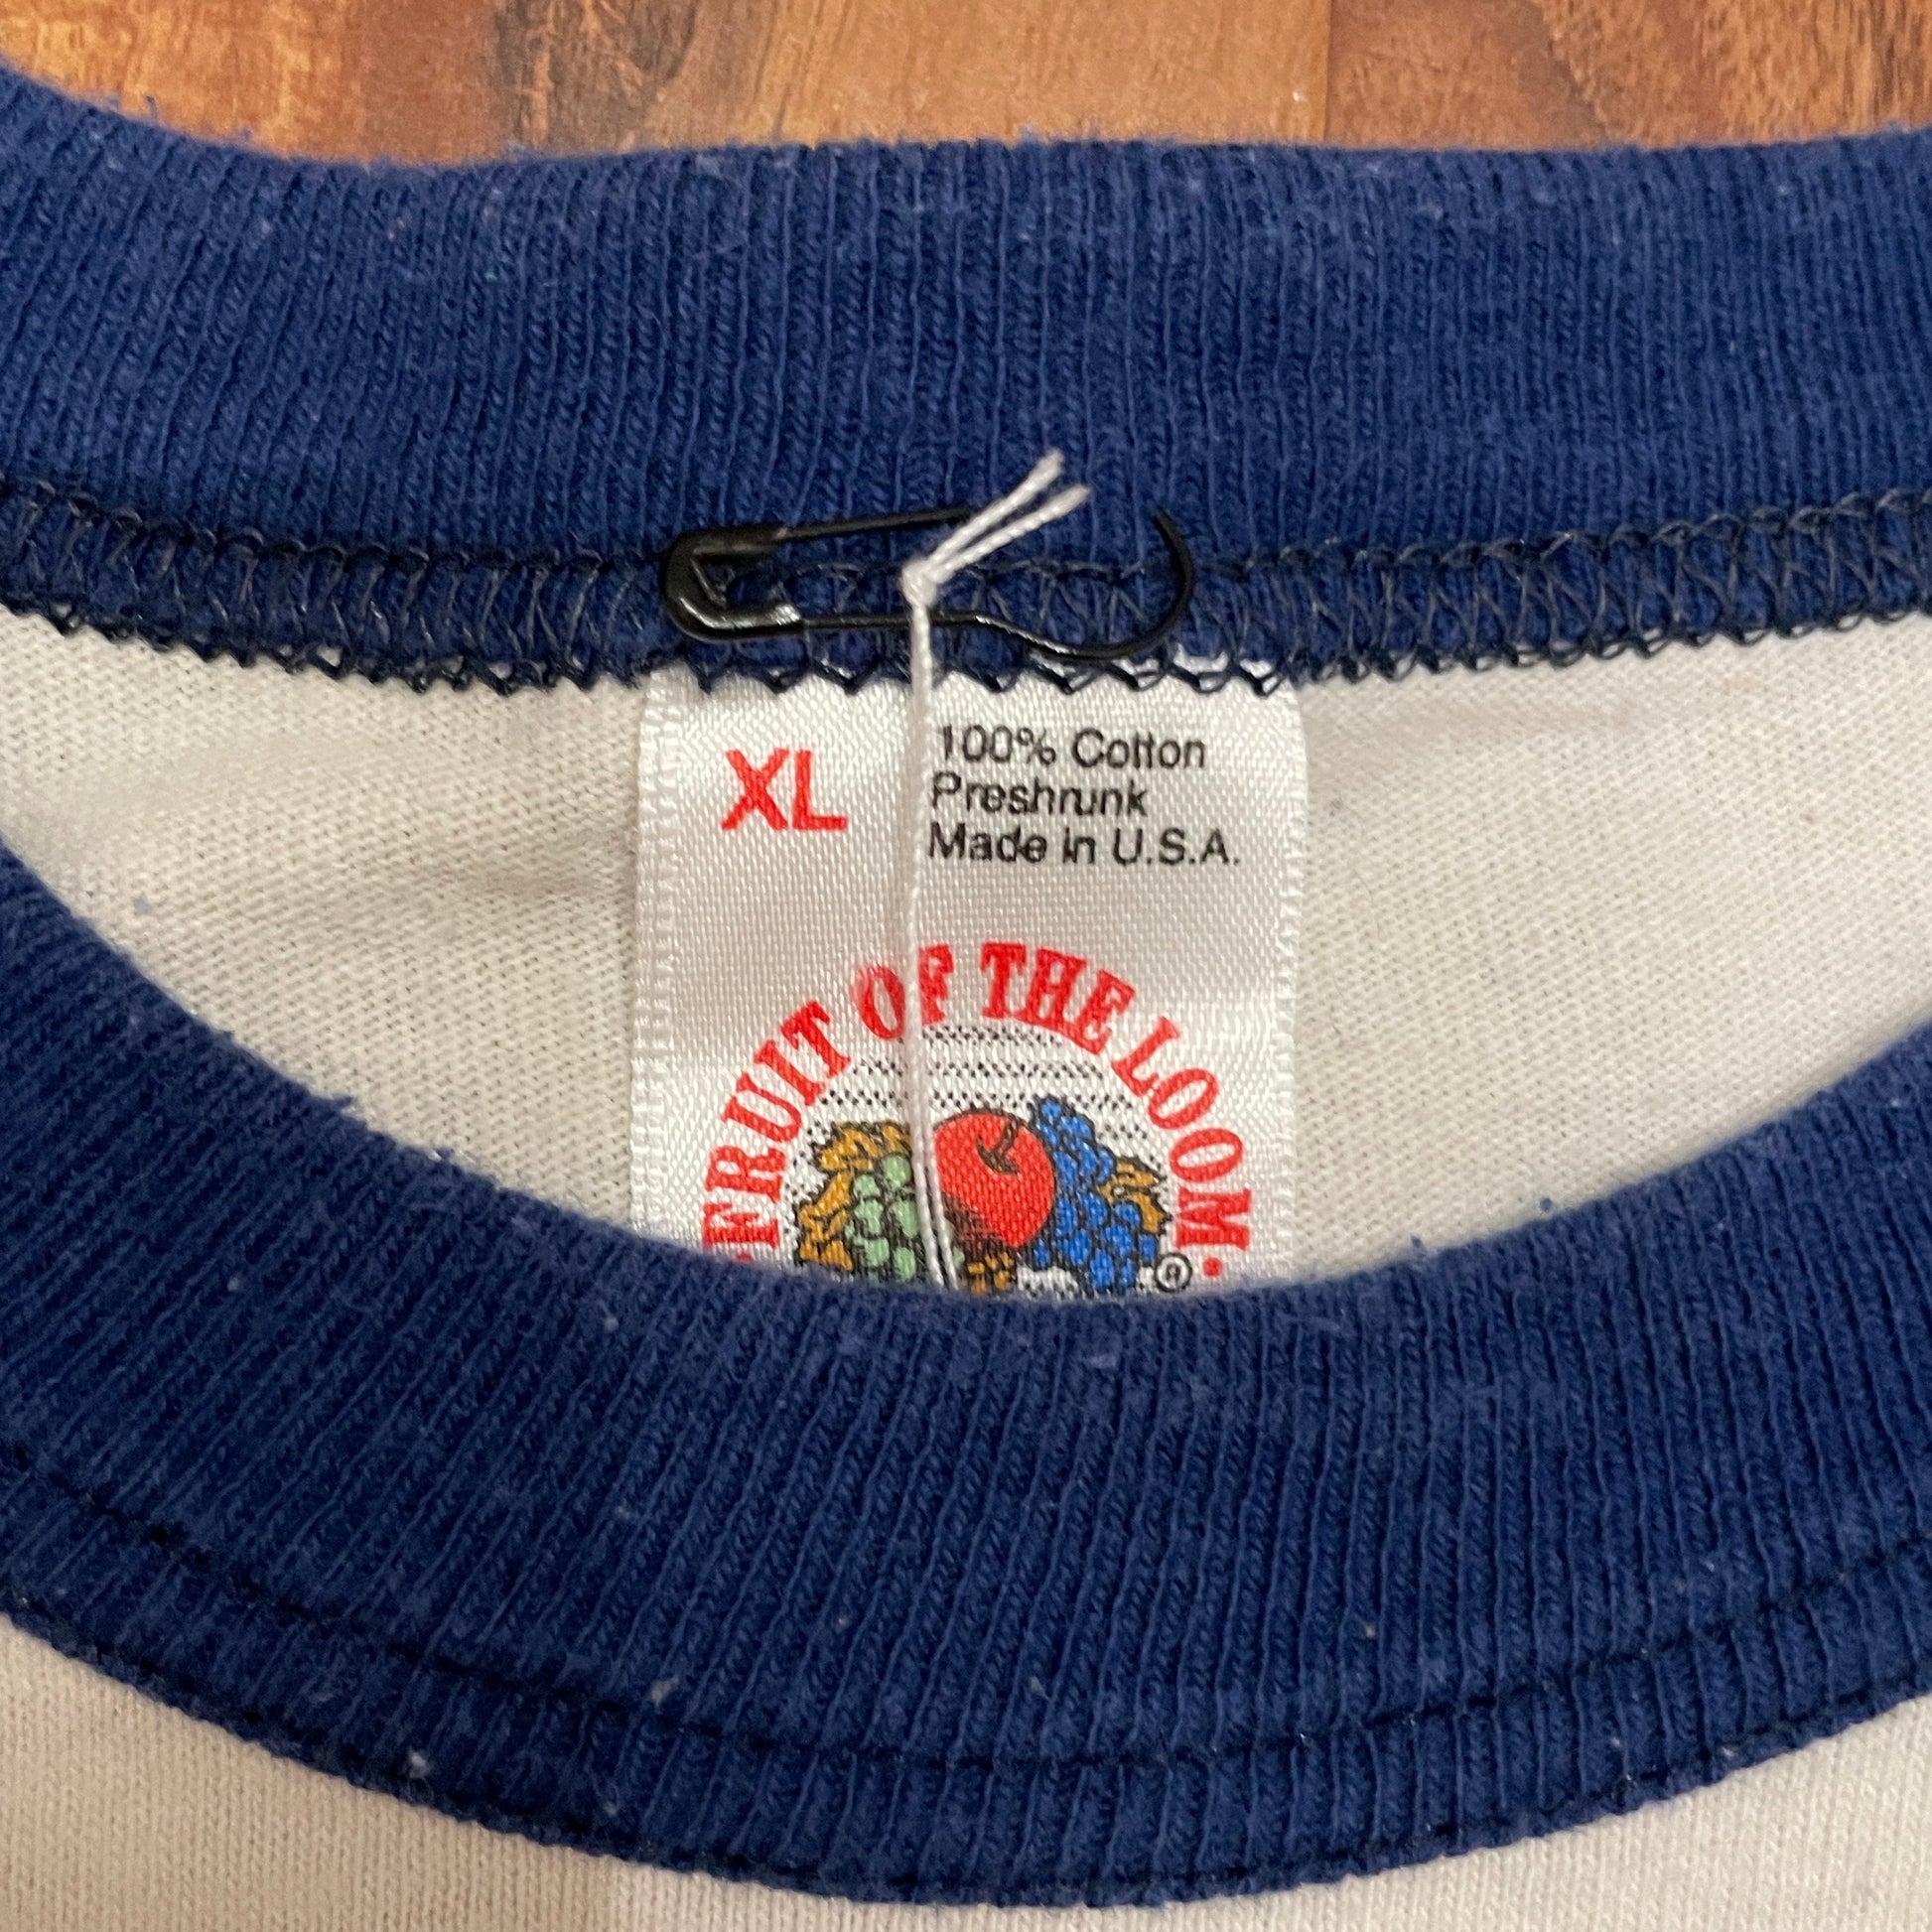 XL
100% Cotton
Preshrunk
Made in U.S.A.
FRUIT OF THE LOOM
®